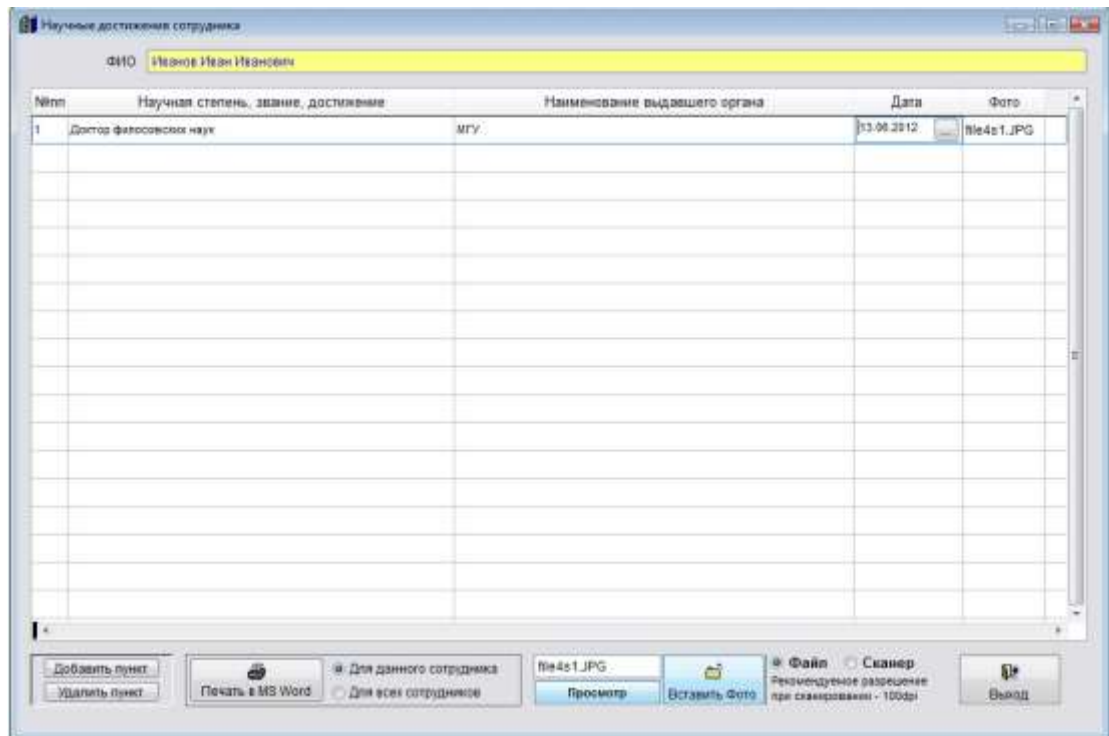 Научные достижения сотрудника
ФИО Иванов Иван Иванович
№пп Научная степень, звание, достижение Наименование выдавшего органа Дата Фото
1 Доктор философских наук МГУ 13.06.2012 ... file4s1.JPG
Добавить пункт
Удалить пункт
Печать в MS Word
Для данного сотрудника
Для всех сотрудников
file4s1.JPG
Просмотр
Вставить Фото
Файл Сканер
Рекомендуемое разрешение
при сканировании - 100dpi
Выход